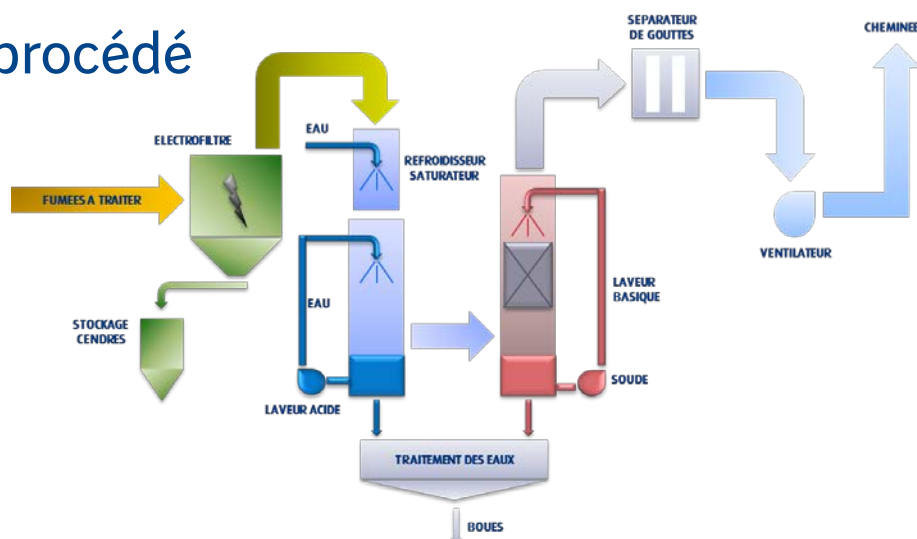 procédé
SEPARATEUR
DE GOUTTES
CHEMINEE
ELECTROFILTRE
EAU
REFROIDISSEUR
SATURATEUR
FUMEES A TRAITER
VENTILATEUR
EAU
LAVEUR
BASIQUE
STOCKAGE
CENDRES
SOUDE
LAVEUR ACIDE
TRAITEMENT DES EAUX
BOUES